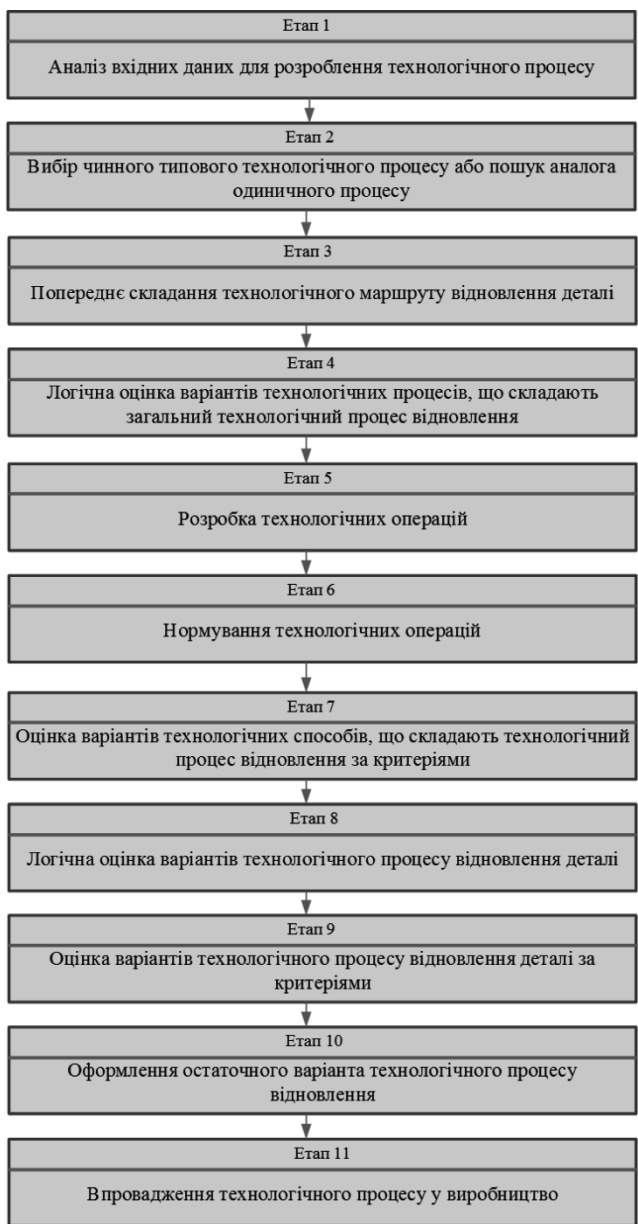 Етап 1
Аналіз вхідних даних для розроблення технологічного процесу
Етап 2
Вибір чинного типового технологічного процесу або пошук аналога
одиничного процесу
Етап 3
Попереднє складання технологічного маршруту відновлення деталі
Етап 4
Логічна оцінка варіантів технологічних процесів, що складають
загальний технологічний процес відновлення
Етап 5
Розробка технологічних операцій
Етап 6
Нормування технологічних операцій
Етап 7
Оцінка варіантів технологічних способів, що складають технологічний
процес відновлення за критеріями
Етап 8
Логічна оцінка варіантів технологічного процесу відновлення деталі
Етап 9
Оцінка варіантів технологічного процесу відновлення деталі за
критеріями
Етап 10
Оформлення остаточного варіанта технологічного процесу
відновлення
Етап 11
Впровадження технологічного процесу у виробництво